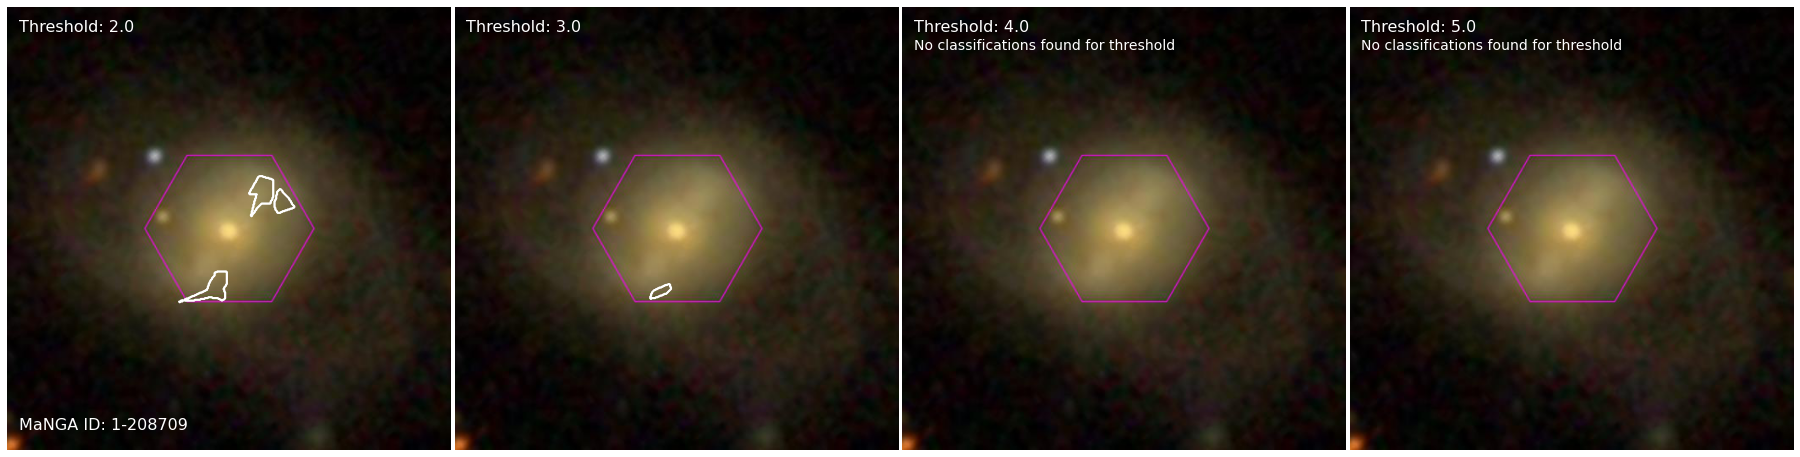 Threshold: 2.0
MaNGA ID: 1-208709
Threshold: 3.0
Threshold: 4.0
No classifications found for threshold
Threshold: 5.0
No classifications found for threshold